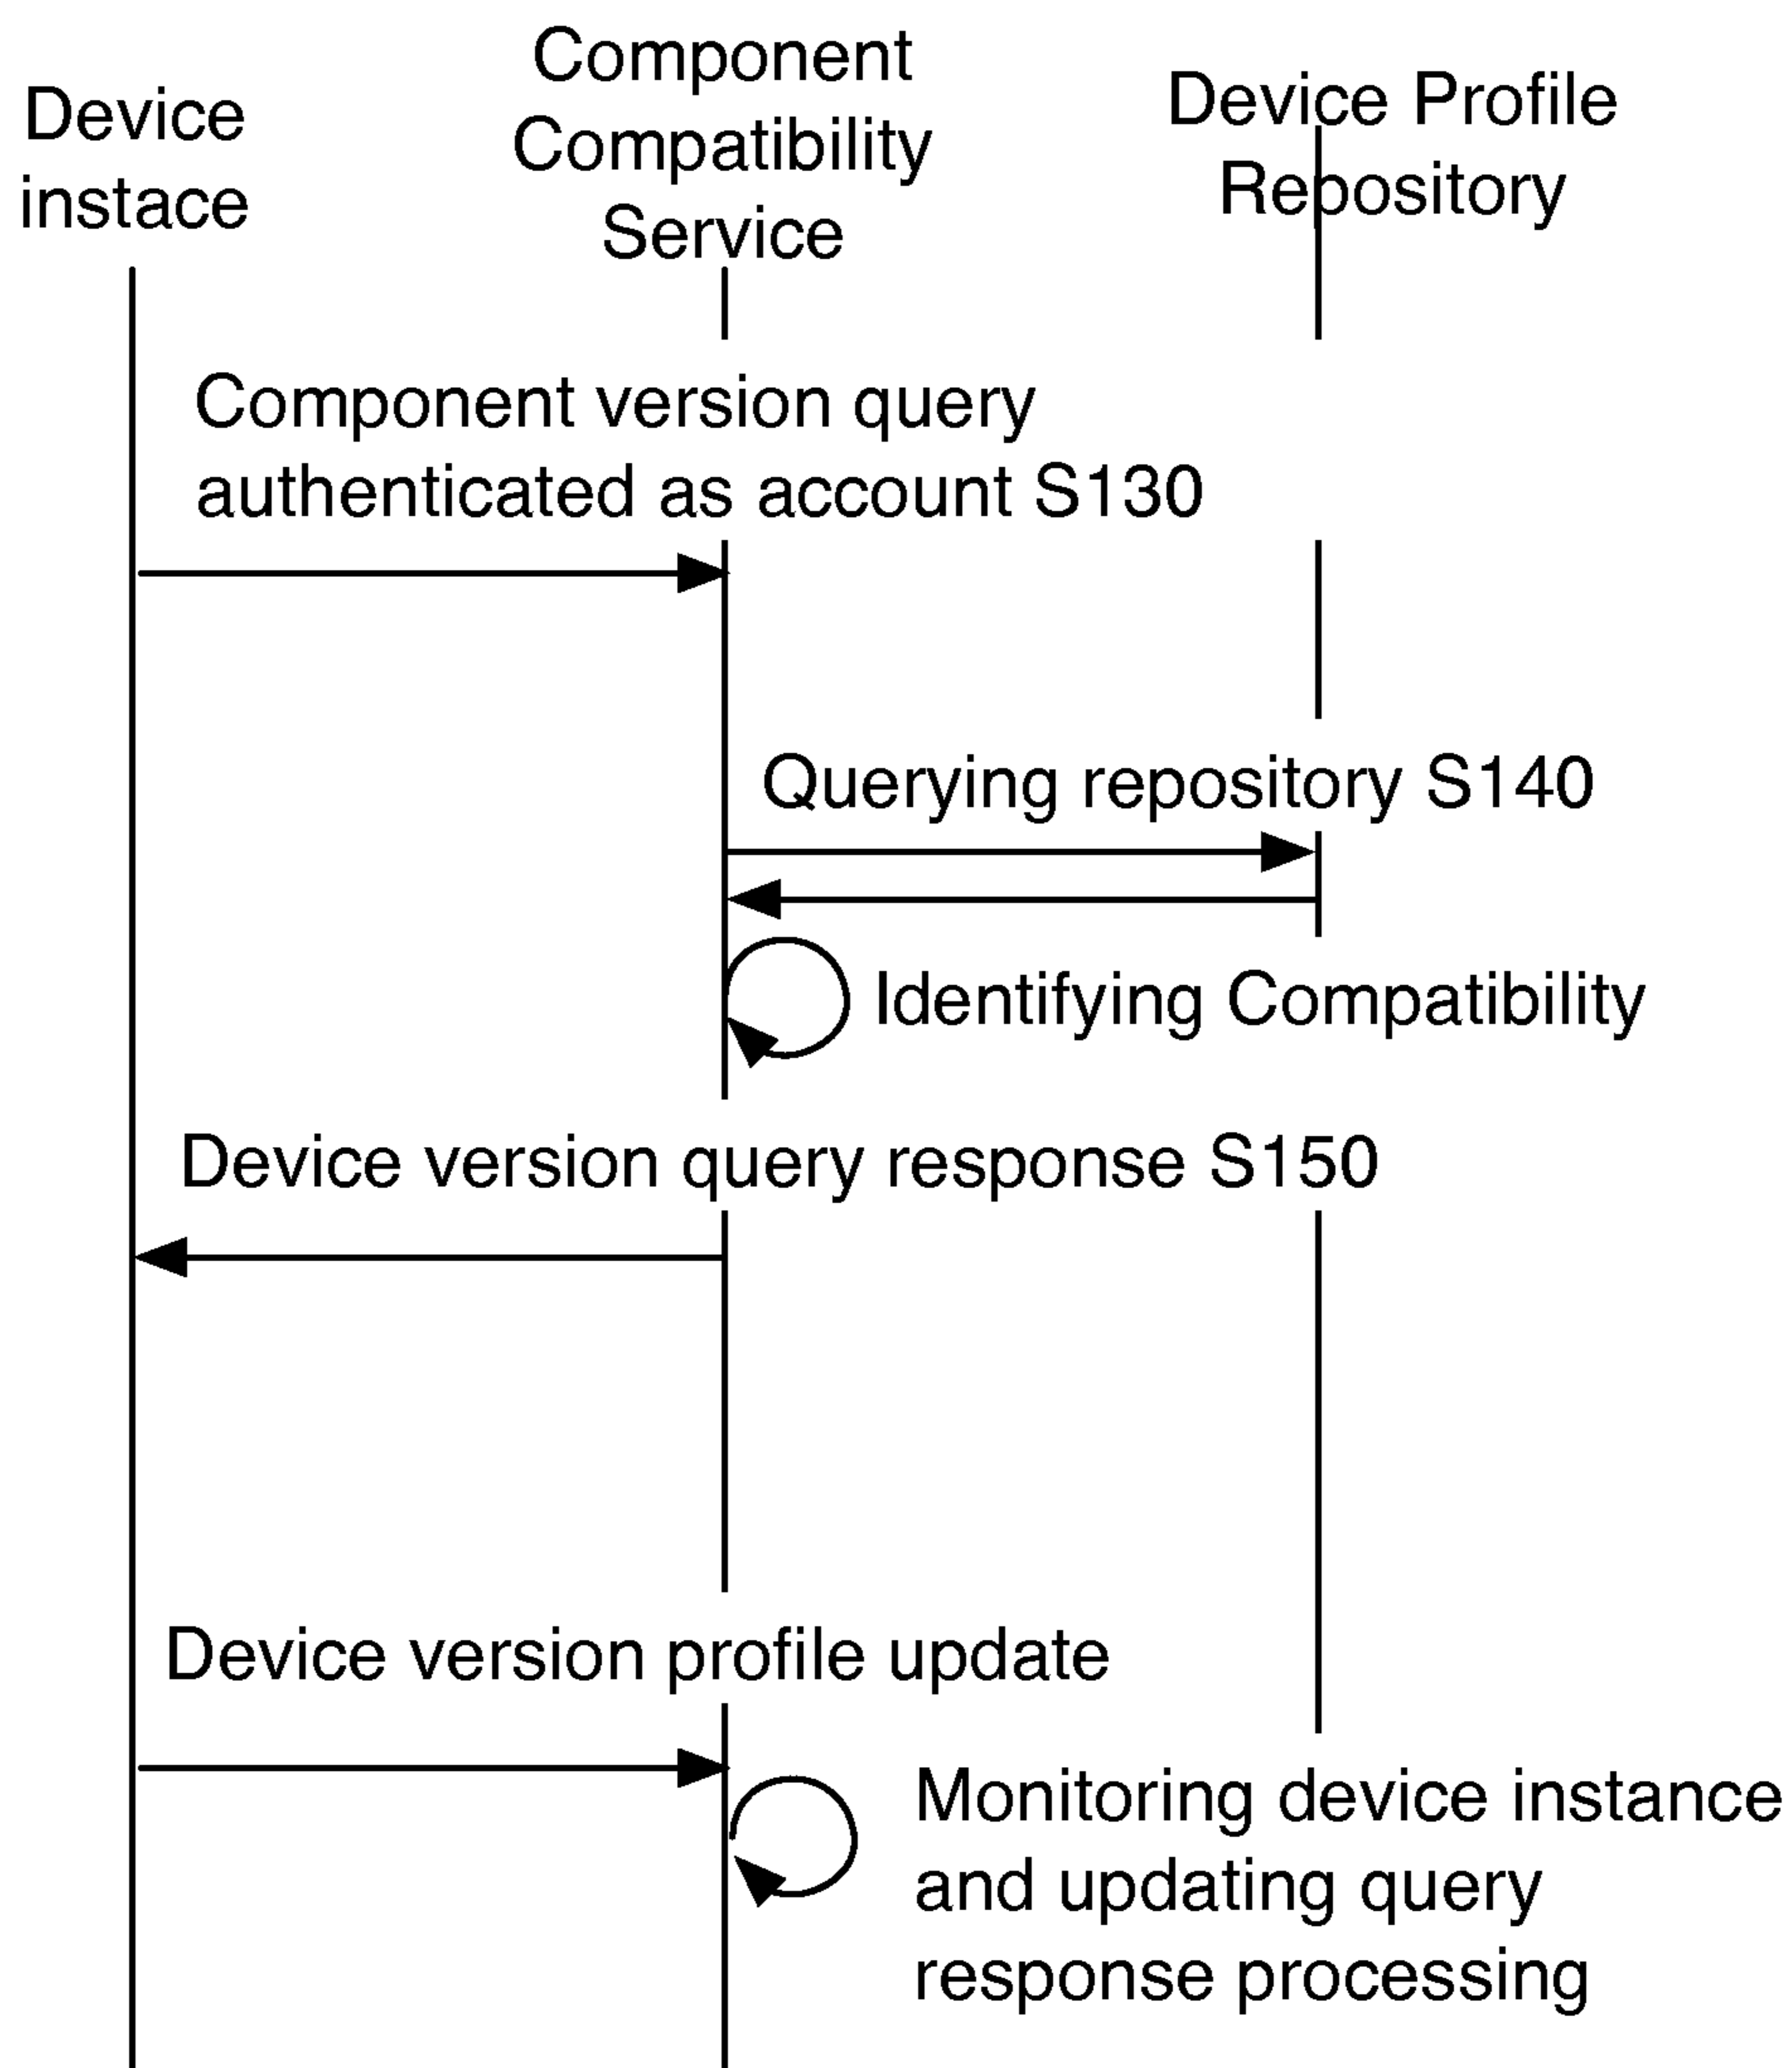 Device
instace
Component
Compatibility
Service
Device Profile
Repository
Component version query
authenticated as account S130
Querying repository S140
Identifying Compatibility
Device version query response S150
Device version profile update
Monitoring device instance
and updating query
response processing